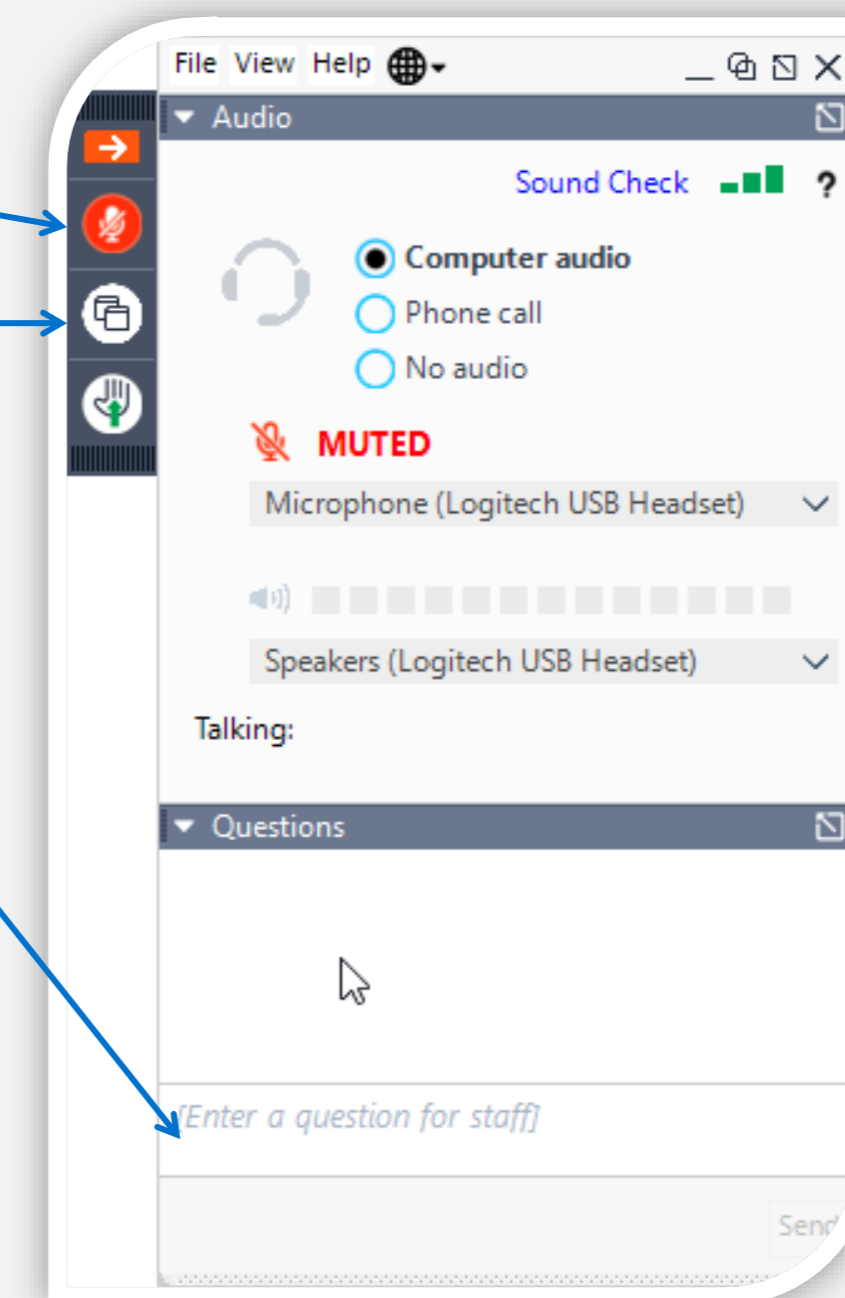 File View Help
Audio
Sound Check ?
Computer audio
Phone call
No audio
MUTED
Microphone (Logitech USB Headset)
Speakers (Logitech USB Headset)
Talking:
Questions
[Enter a question for staff]
Send